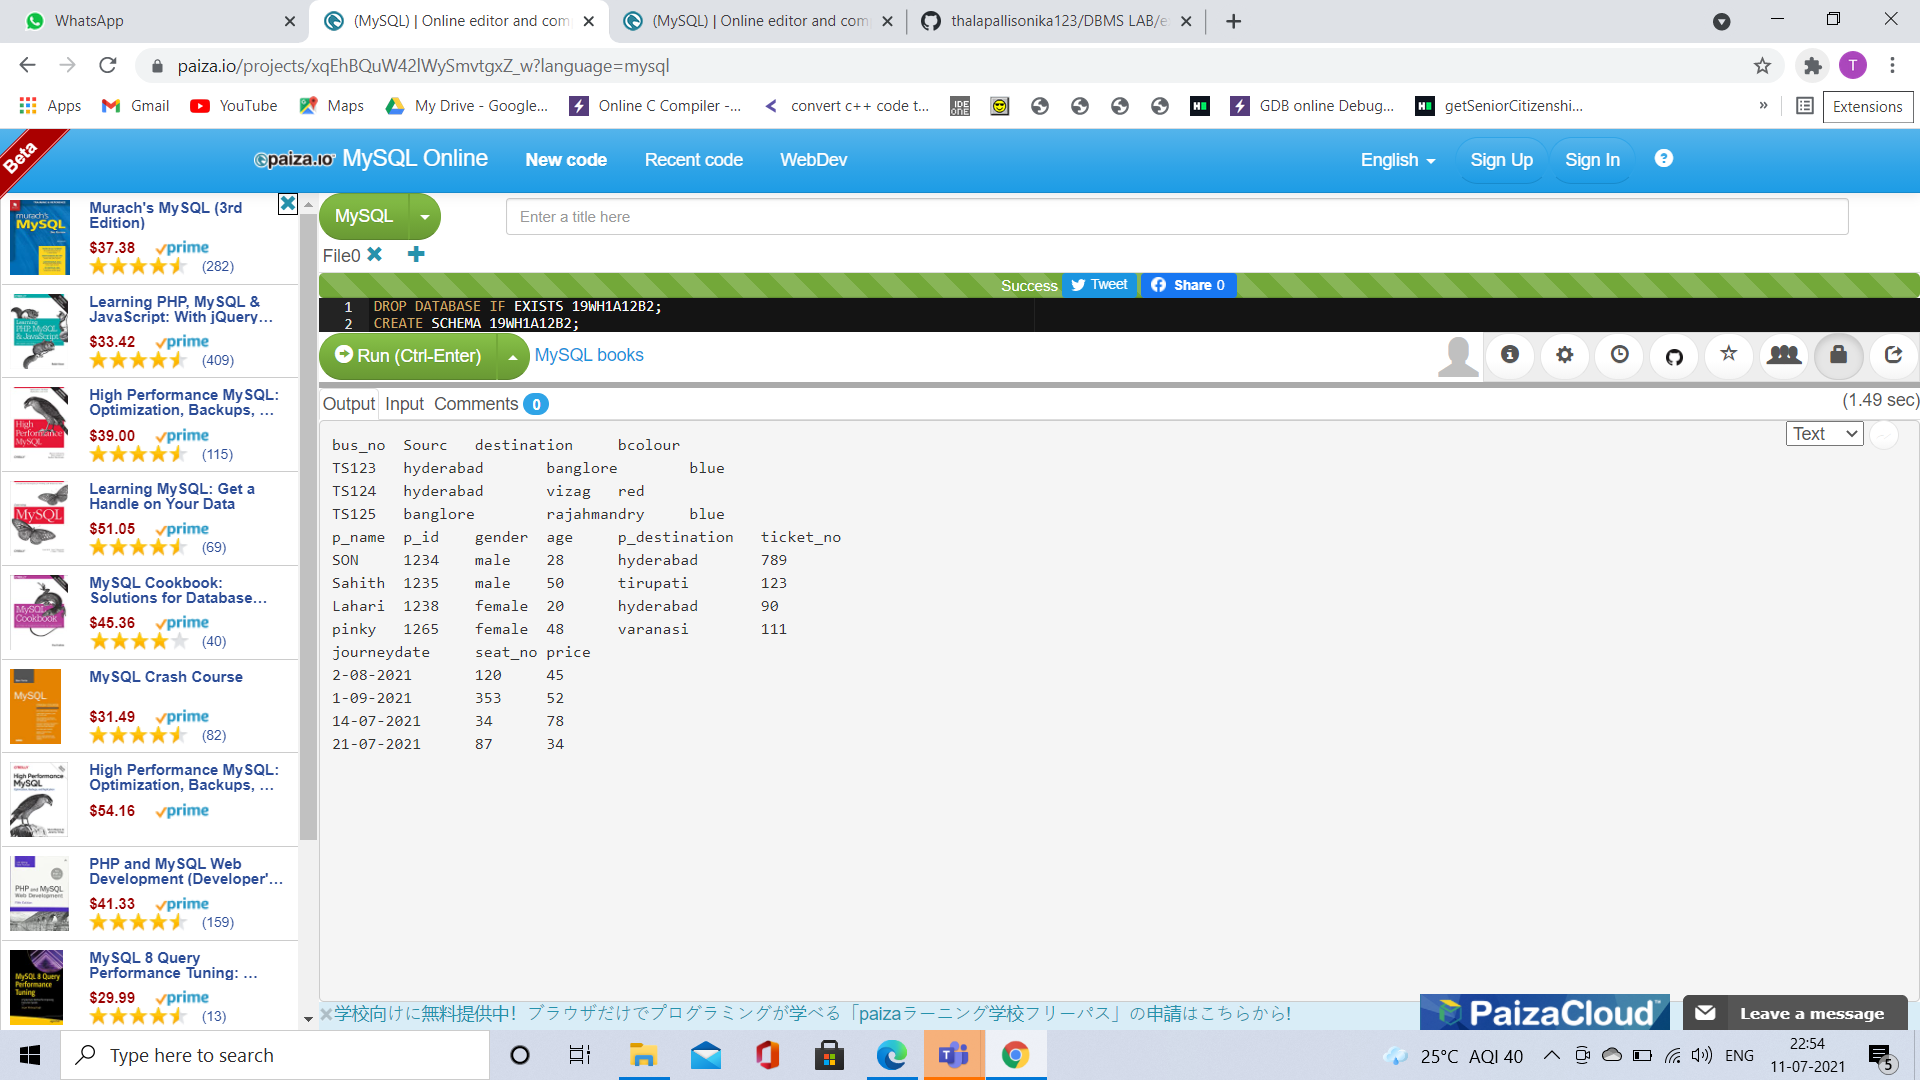 WhatsApp
(MySQL) | Online editor and com
(MySQL) | Online editor and com
thalapallisonika123/DBMS LAB/e
paiza.io/projects/xqEhBQuW42lWySmvtgxZ_w?language=mysql
T
Apps Gmail YouTube Maps My Drive - Google... Online C Compiler -... convert c++ code t... GDB online Debug... getSeniorCitizenshi... »
Extensions
Beta
paiza.io MySQL Online New code Recent code WebDev English Sign Up Sign In ?
Murach's MySQL (3rd
Edition)
$37.38 prime
(282)
Learning PHP, MySQL &
JavaScript: With jQuery…
$33.42 prime
(409)
High Performance MySQL:
Optimization, Backups, …
$39.00 prime
(115)
Learning MySQL: Get a
Handle on Your Data
$51.05 prime
(69)
MySQL Cookbook:
Solutions for Database…
$45.36 prime
(40)
MySQL Crash Course
$31.49 prime
(82)
High Performance MySQL:
Optimization, Backups, …
$54.16 prime
PHP and MySQL Web
Development (Developer'…
$41.33 prime
(159)
MySQL 8 Query
Performance Tuning: …
$29.99 prime
(13)
MySQL
Enter a title here
File0
Success Tweet Share 0
1 DROP DATABASE IF EXISTS 19WH1A12B2;
2 CREATE SCHEMA 19WH1A12B2;
Run (Ctrl-Enter) MySQL books
Output Input Comments 0
(1.49 sec)
Text
bus_no Sourc destination bcolour
TS123 hyderabad banglore blue
TS124 hyderabad vizag red
TS125 banglore rajahmandry blue
p_name p_id gender age p_destination ticket_no
SON 1234 male 28 hyderabad 789
Sahith 1235 male 50 tirupati 123
Lahari 1238 female 20 hyderabad 90
pinky 1265 female 48 varanasi 111
journeydate seat_no price
2-08-2021 120 45
1-09-2021 353 52
14-07-2021 34 78
21-07-2021 87 34
学校向けに無料提供中！ブラウザだけでプログラミングが学べる「paizaラーニング学校フリーパス」の申請はこちらから!
PaizaCloud
Leave a message
Type here to search
25°C AQI 40
ENG
22:54
11-07-2021
5